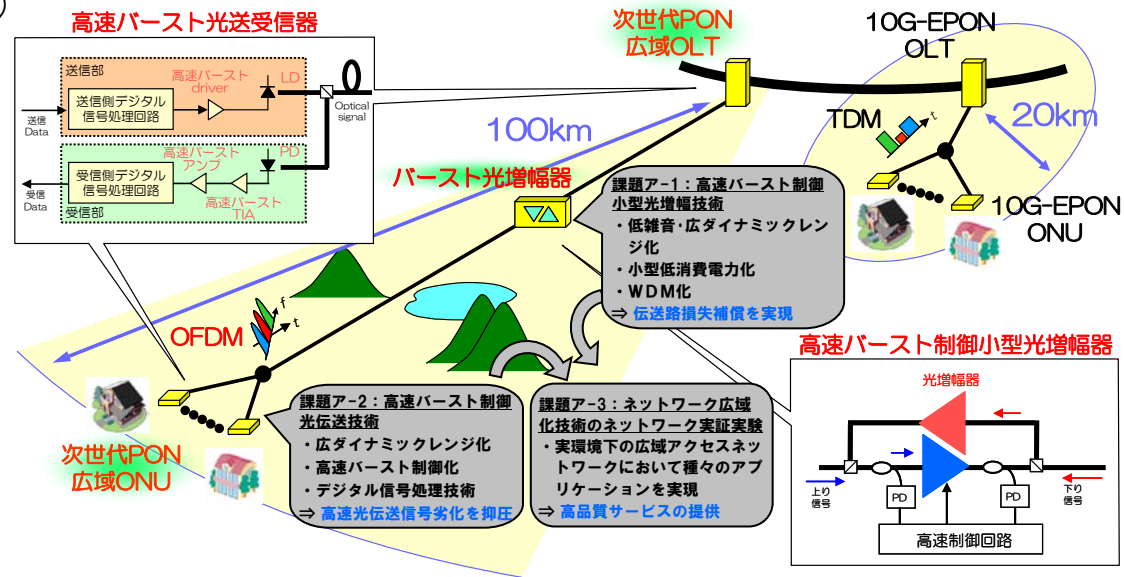 )
高速バースト光送受信器
送信部
高速バースト
driver
LD
送信側デジタル
信号処理回路
送信
Data
Optical
signal
高速バースト
アンプ
PD
受信側デジタル
信号処理回路
受信
Data
高速バースト
TIA
受信部
次世代PON
広域OLT
10G-EPON
OLT
100km
TDM
t
20km
10G-EPON
ONU
バースト光増幅器
課題ア-1:高速バースト制御
小型光増幅技術
・低雑音・広ダイナミックレン
ジ化
・小型低消費電力化
・WDM化
⇒ 伝送路損失補償を実現
OFDM
f
t
次世代PON
広域ONU
課題ア-2:高速バースト制御
光伝送技術
・広ダイナミックレンジ化
・高速バースト制御化
・デジタル信号処理技術
⇒ 高速光伝送信号劣化を抑圧
課題ア-3:ネットワーク広域
化技術のネットワーク実証実験
・実環境下の広域アクセスネッ
トワークにおいて種々のアプ
リケーションを実現
⇒ 高品質サービスの提供
高速バースト制御小型光増幅器
光増幅器
上り
信号
PD
PD
下り
信号
高速制御回路